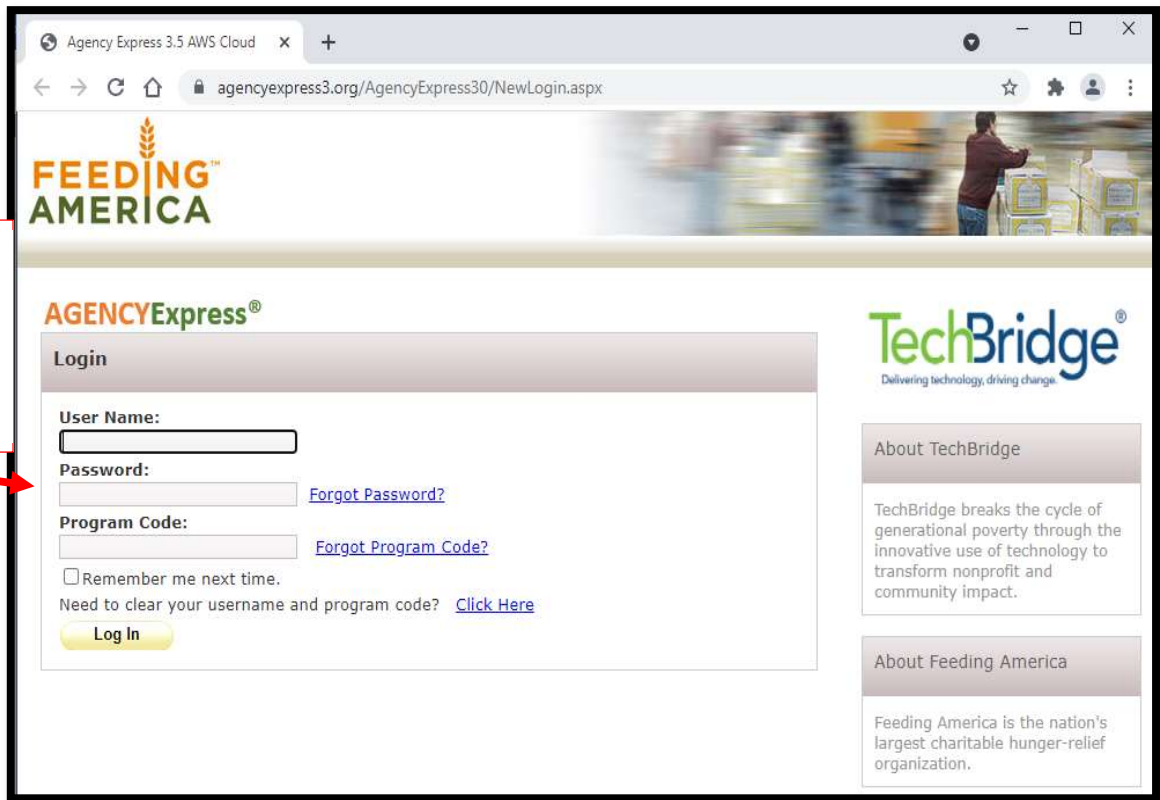 Agency Express 3.5 AWS Cloud
agencyexpress3.org/AgencyExpress30/NewLogin.aspx
FEEDING™
AMERICA
AGENCYExpress®
Login
User Name:
Password:
Forgot Password?
Program Code:
Forgot Program Code?
Remember me next time.
Need to clear your username and program code? Click Here
Log In
TechBridge®
Delivering technology, driving change.
About TechBridge
TechBridge breaks the cycle of
generational poverty through the
innovative use of technology to
transform nonprofit and
community impact.
About Feeding America
Feeding America is the nation's
largest charitable hunger-relief
organization.